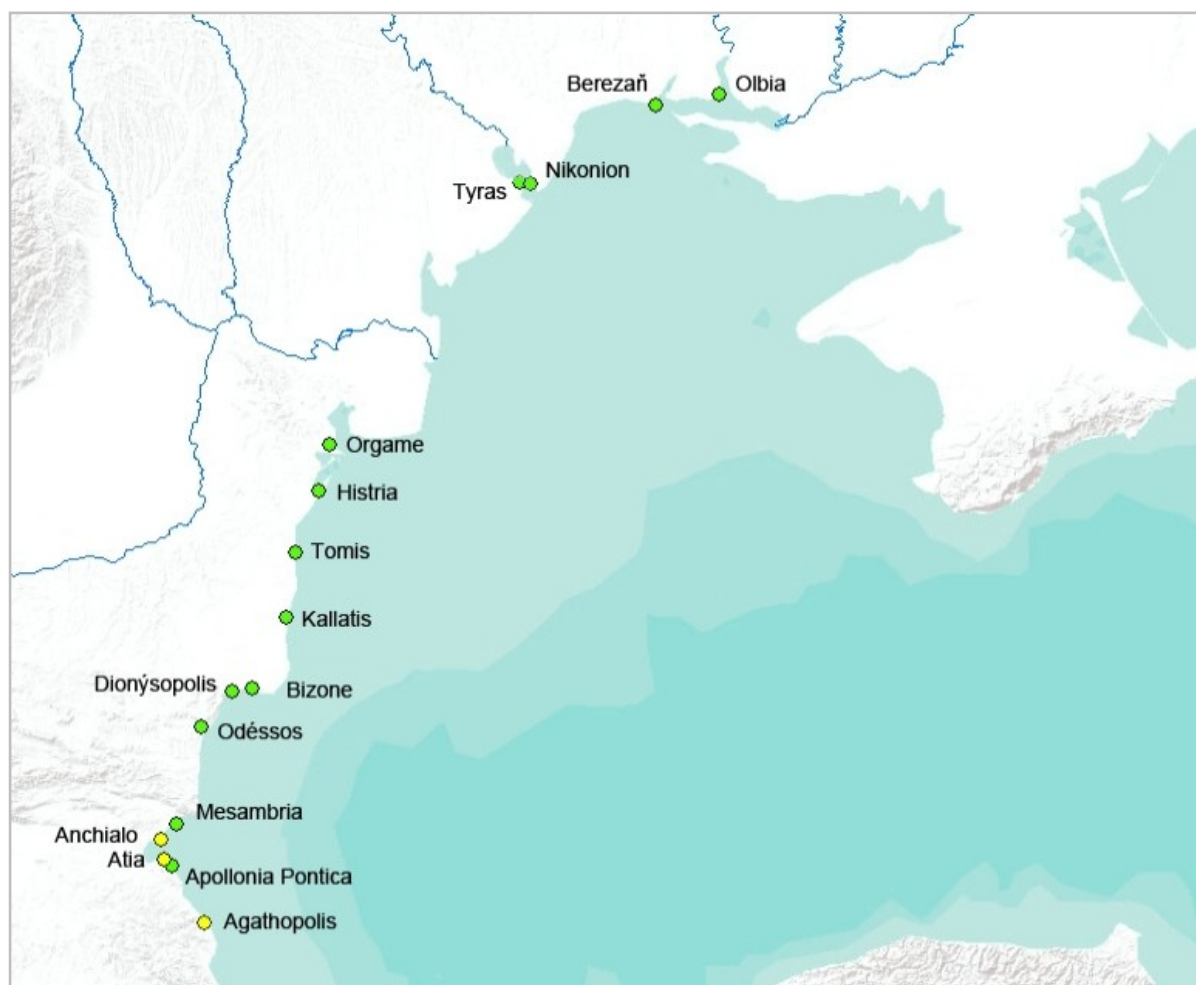 Berezaň
Olbia
Nikonion
Tyras
Orgame
Histria
Tomis
Kallatis
Dionýsopolis
Bizone
Odéssos
Mesambria
Anchialo
Atia
Apollonia Pontica
Agathopolis